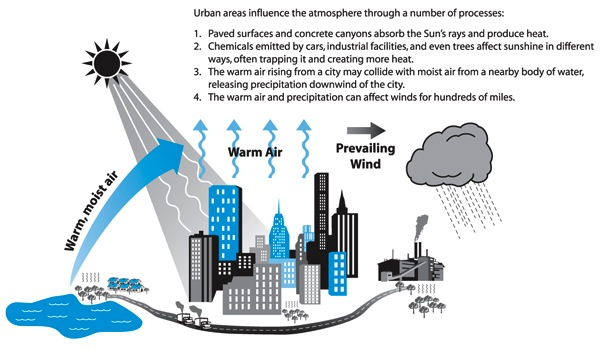 Urban areas influence the atmosphere through a number of processes:
1. Paved surfaces and concrete canyons absorb the Sun's rays and produce heat.
2. Chemicals emitted by cars, industrial facilities, and even trees affect sunshine in different
ways, often trapping it and creating more heat.
3. The warm air rising from a city may collide with moist air from a nearby body of water,
releasing precipitation downwind of the city.
4. The warm air and precipitation can affect winds for hundreds of miles.
Warm Air
Prevailing
Wind
Warm, moist air